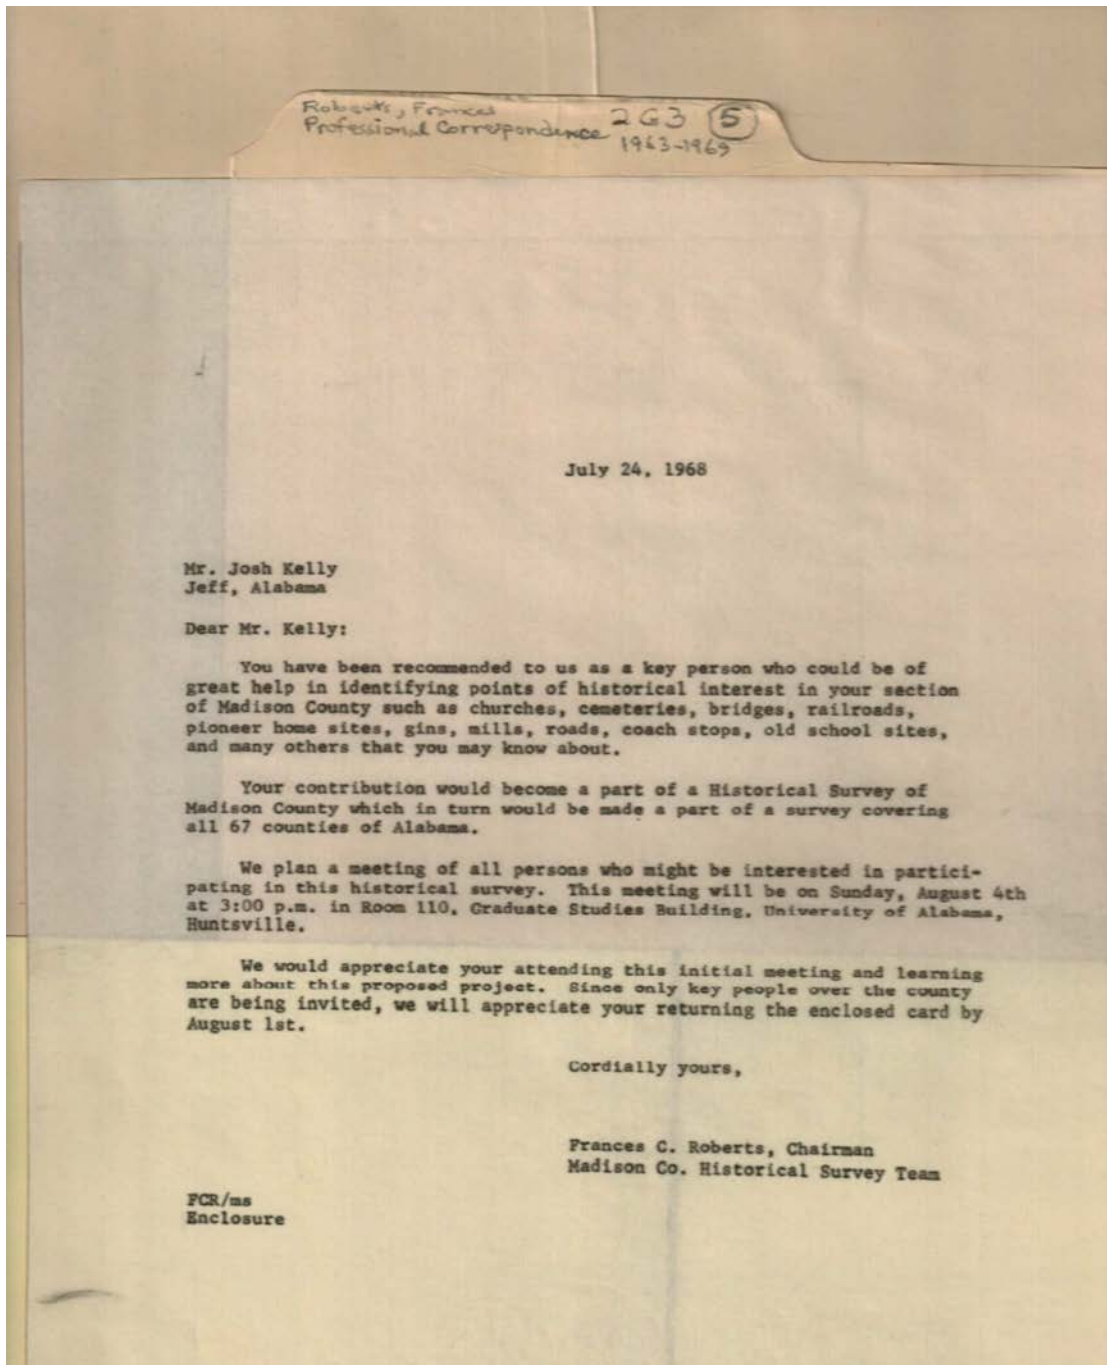 Roberts, Frances
Professional Correspondence
2G3 5
1963-1969
July 24, 1968
Mr. Josh Kelly
Jeff, Alabama
Dear Mr. Kelly:
You have been recommended to us as a key person who could be of
great help in identifying points of historical interest in your section
of Madison County such as churches, cemeteries, bridges, railroads,
pioneer home sites, gins, mills, roads, coach stops, old school sites,
and many others that you may know about.
Your contribution would become a part of a Historical Survey of
Madison County which in turn would be made a part of a survey covering
all 67 counties of Alabama.
We plan a meeting of all persons who might be interested in partici-
pating in this historical survey. This meeting will be on Sunday, August 4th
at 3:00 p.m. in Room 110, Graduate Studies Building, University of Alabama,
Huntsville.
We would appreciate your attending this initial meeting and learning
more about this proposed project. Since only key people over the county
are being invited, we will appreciate your returning the enclosed card by
August 1st.
Cordially yours,
Frances C. Roberts, Chairman
Madison Co. Historical Survey Team
FCR/ms
Enclosure